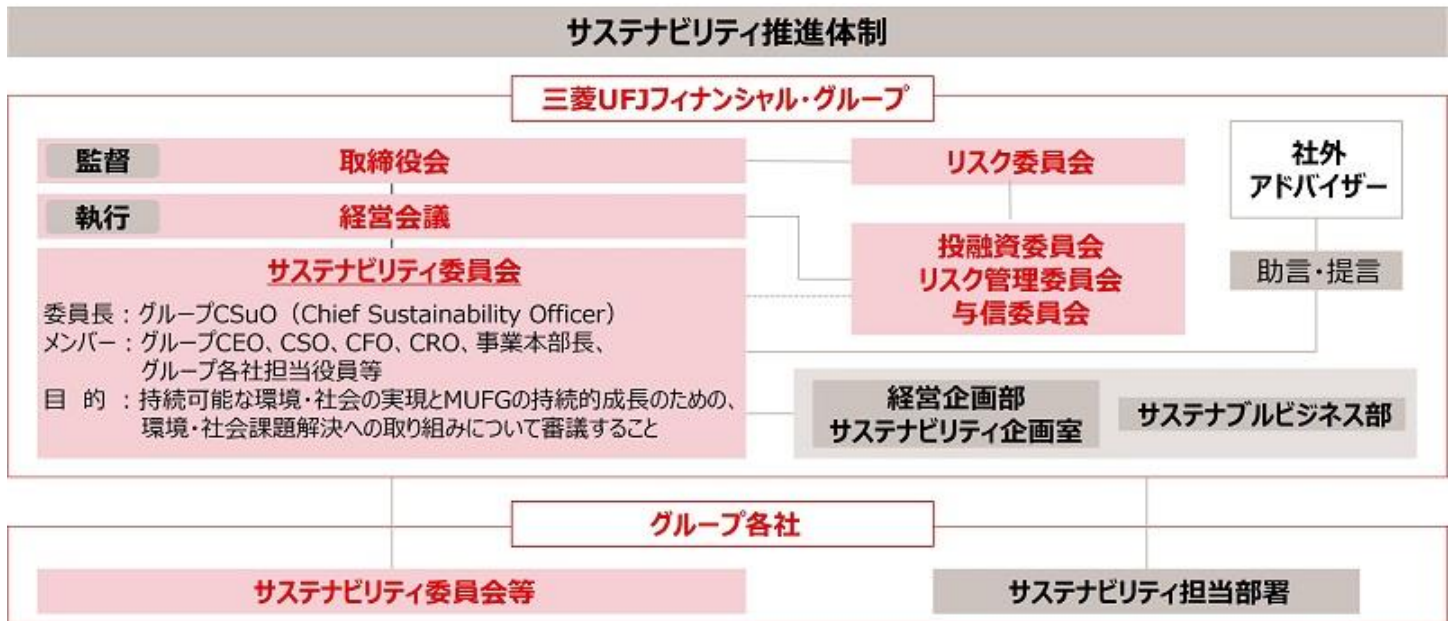 サステナビリティ推進体制
三菱UFJフィナンシャル・グループ
監督
取締役会
リスク委員会
社外
アドバイザー
執行
経営会議
投融資委員会
リスク管理委員会
与信委員会
助言・提言
サステナビリティ委員会
委員長：グループCSuO（Chief Sustainability Officer）
メンバー：グループCEO、CSO、CFO、CRO、事業本部長、
グループ各社担当役員等
目 的 ：持続可能な環境・社会の実現とMUFGの持続的成長のための、
環境・社会課題解決への取り組みについて審議すること
経営企画部
サステナビリティ企画室
サステナブルビジネス部
グループ各社
サステナビリティ委員会等
サステナビリティ担当部署